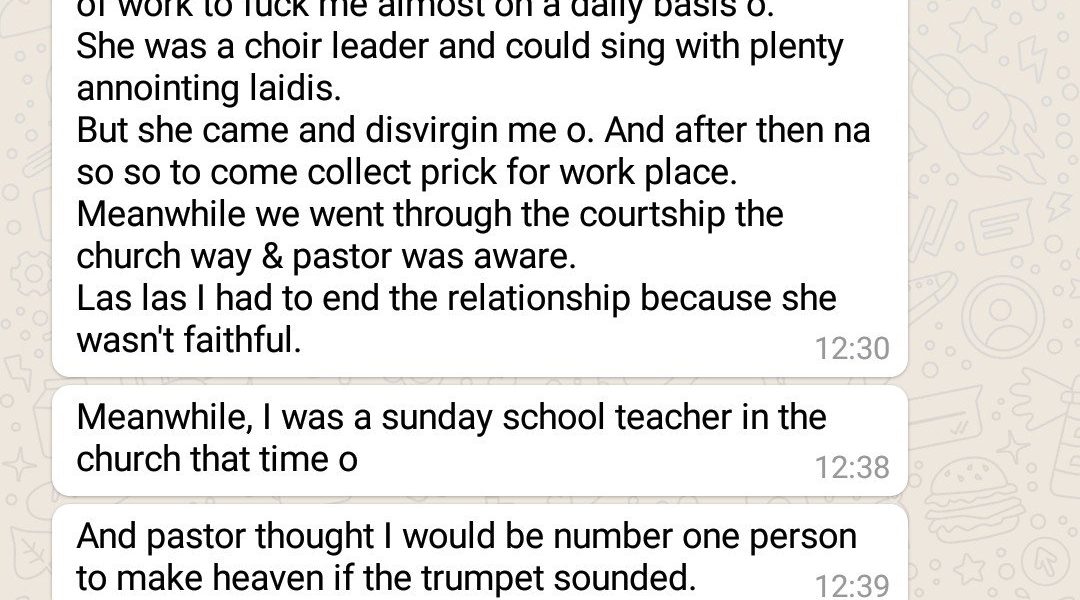 of work to fuck me almost on a daily basis o.
She was a choir leader and could sing with plenty
annointing laidis.
But she came and disvirgin me o. And after then na
so so to come collect prick for work place.
Meanwhile we went through the courtship the
church way & pastor was aware.
Las las I had to end the relationship because she
wasn't faithful.
12:30
Meanwhile, I was a sunday school teacher in the
church that time o
12:38
And pastor thought I would be number one person
to make heaven if the trumpet sounded.
12:39